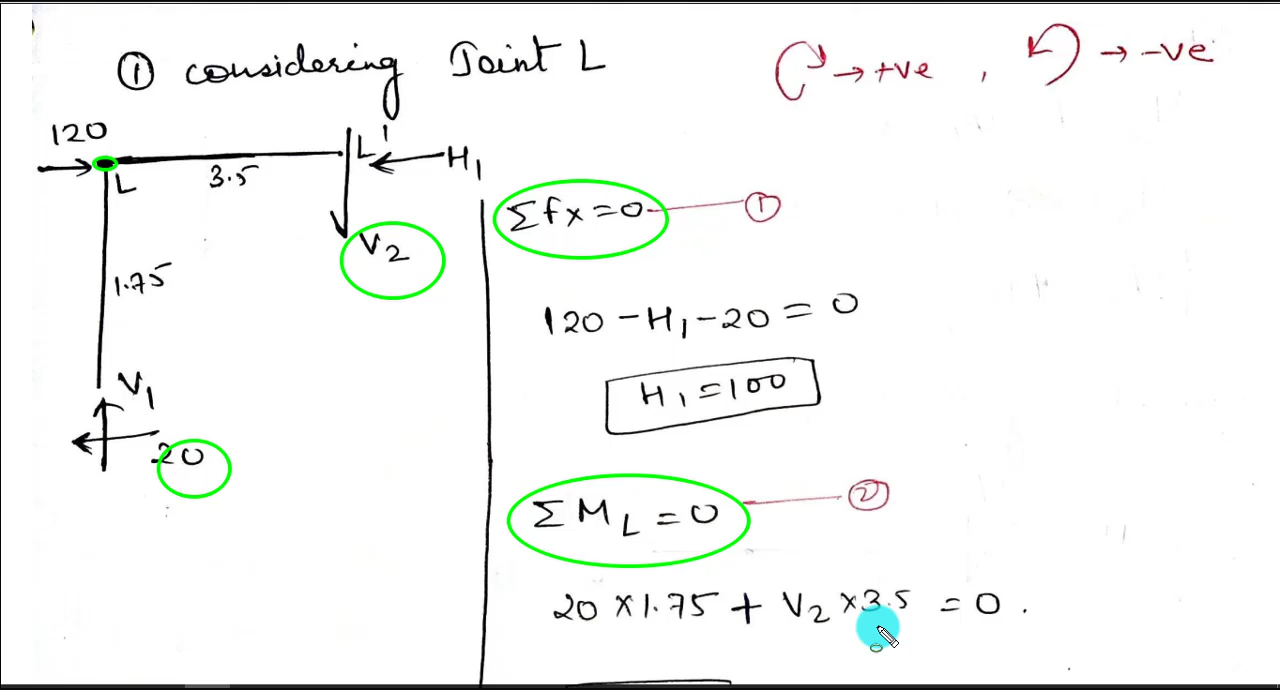 ① considering Joint L
→ +ve , → -ve
120
L 3.5 L' H₁
V₂
1.75
V₁
20
Σfx = 0 ①
120 - H₁ - 20 = 0
H₁ = 100
ΣM_L = 0 ②
20 × 1.75 + V₂ × 3.5 = 0 .